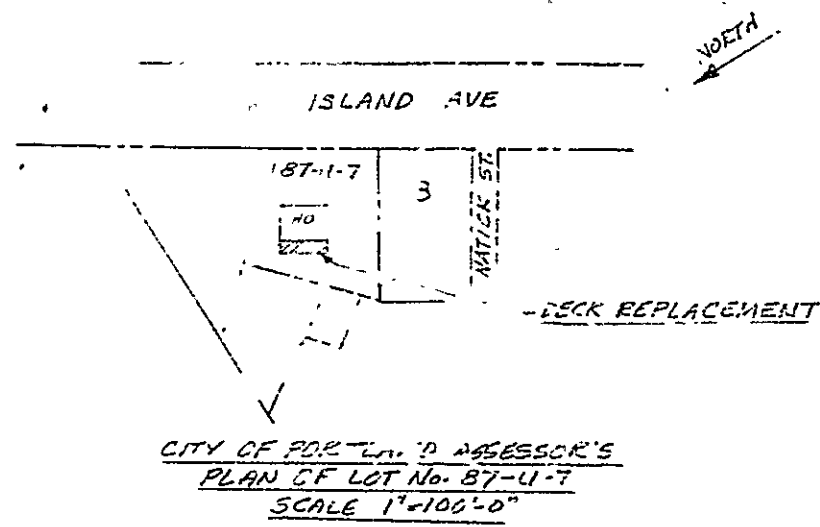 NORTH
ISLAND AVE
87-U-7
3
NATICK ST.
HO
DECK REPLACEMENT
CITY OF ASSESSOR'S
PLAN OF LOT No. 87-U-7
SCALE 1"=100'-0"